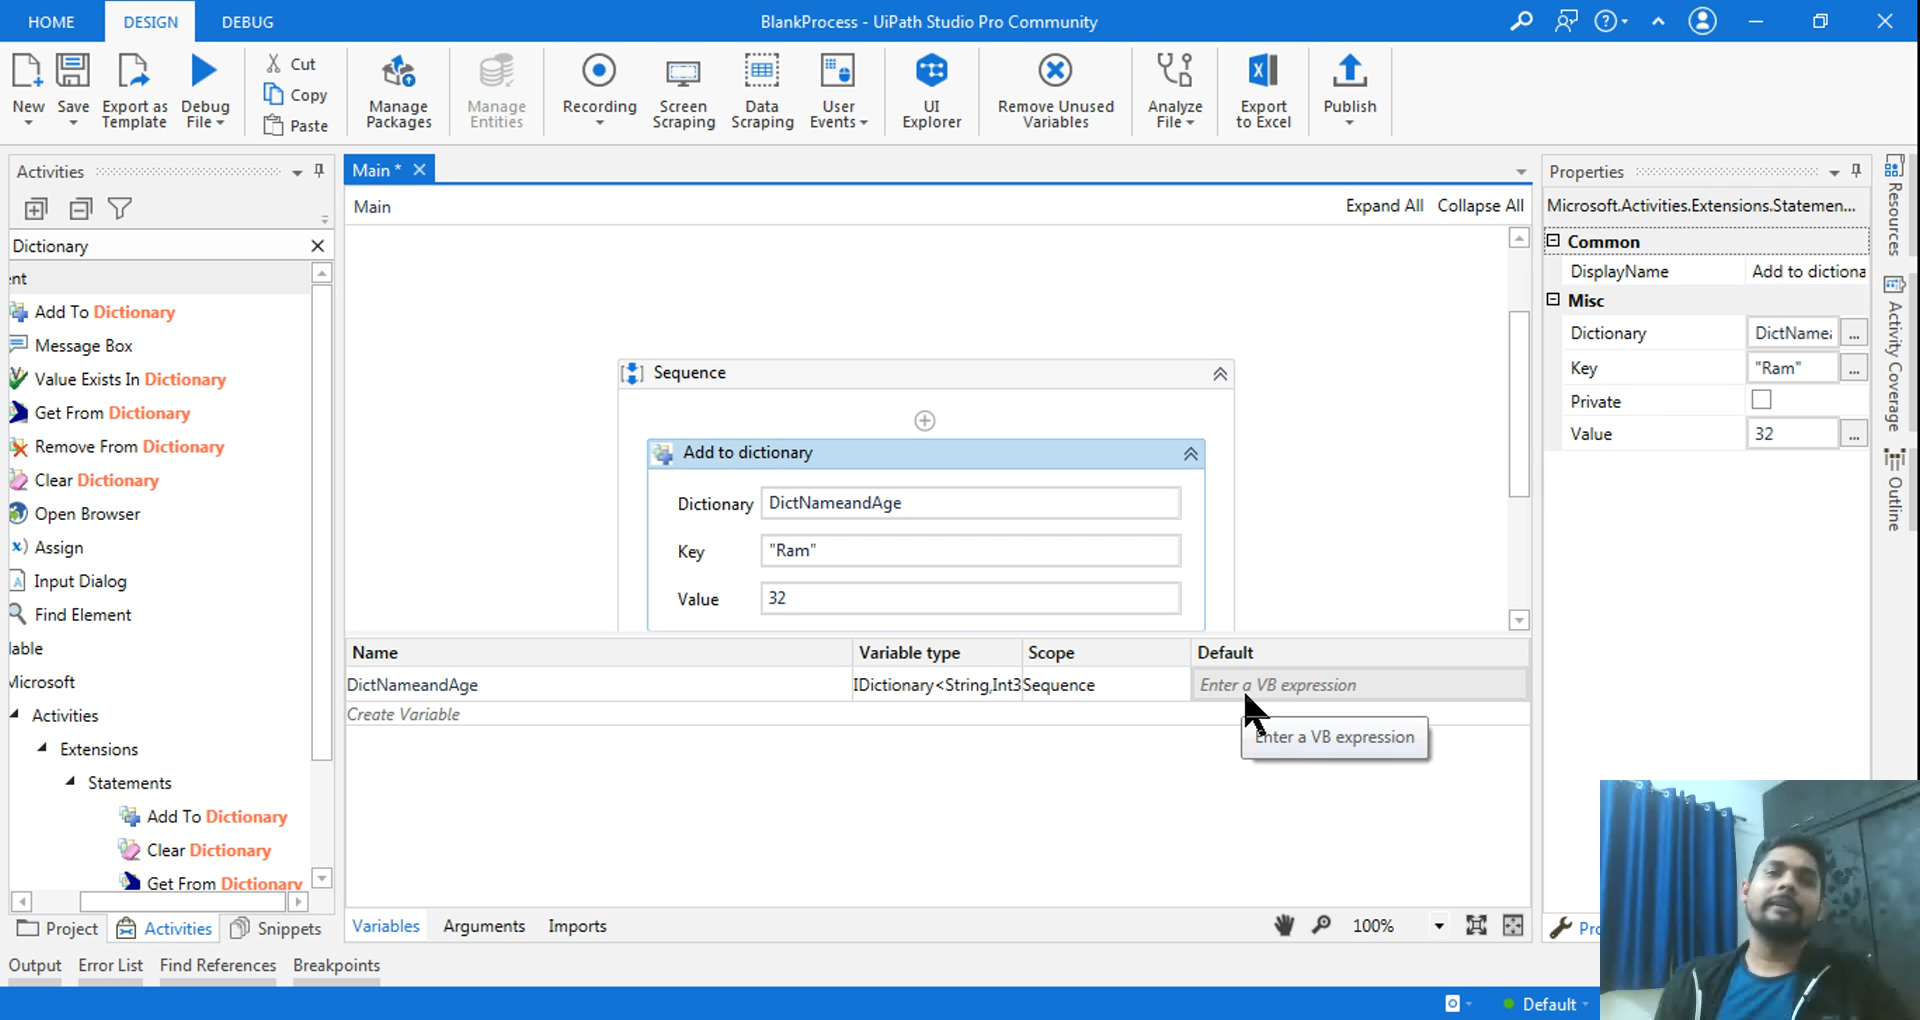 HOME DESIGN DEBUG BlankProcess - UiPath Studio Pro Community
New Save Export as Template Debug File Cut Copy Paste Manage Packages Manage Entities Recording Screen Scraping Data Scraping User Events UI Explorer Remove Unused Variables Analyze File Export to Excel Publish
Activities
Dictionary
nt
Add To Dictionary
Message Box
Value Exists In Dictionary
Get From Dictionary
Remove From Dictionary
Clear Dictionary
Open Browser
Assign
Input Dialog
Find Element
lable
Microsoft
Activities
Extensions
Statements
Add To Dictionary
Clear Dictionary
Get From Dictionary
Project Activities Snippets
Main *
Main Expand All Collapse All
Sequence
Add to dictionary
Dictionary DictNameandAge
Key "Ram"
Value 32
Name Variable type Scope Default
DictNameandAge IDictionary<String,Int3 Sequence Enter a VB expression
Create Variable
Enter a VB expression
Variables Arguments Imports 100%
Properties
Microsoft.Activities.Extensions.Statemen...
Common
DisplayName Add to dictiona
Misc
Dictionary DictName ...
Key "Ram" ...
Private
Value 32 ...
Resources
Activity Coverage
Outline
Output Error List Find References Breakpoints
Default